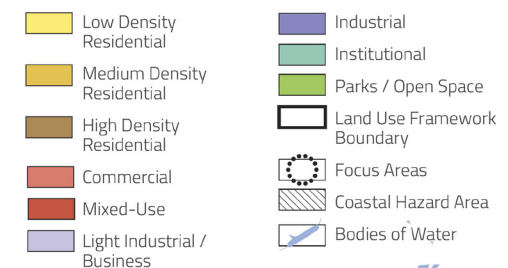 Low Density
Residential
Medium Density
Residential
High Density
Residential
Commercial
Mixed-Use
Light Industrial /
Business
Industrial
Institutional
Parks / Open Space
Land Use Framework
Boundary
Focus Areas
Coastal Hazard Area
Bodies of Water